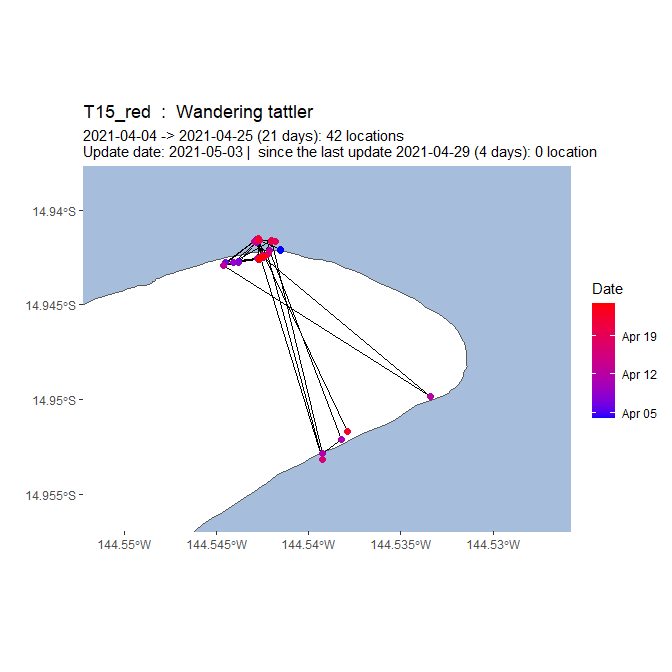 T15_red : Wandering tattler
2021-04-04 -> 2021-04-25 (21 days): 42 locations
Update date: 2021-05-03 | since the last update 2021-04-29 (4 days): 0 location
14.94°S
14.945°S
14.95°S
14.955°S
144.55°W
144.545°W
144.54°W
144.535°W
144.53°W
Date
Apr 19
Apr 12
Apr 05